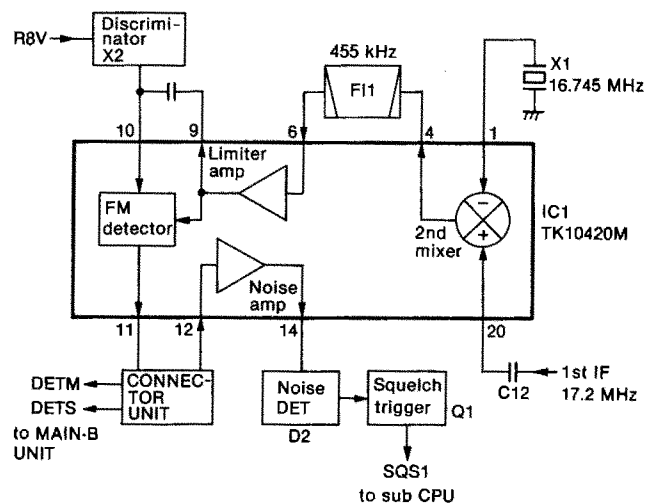 R8V
Discrimi-
nator
X2
455 kHz
FI1
X1
16.745 MHz
10
9
6
4
1
Limiter
amp
FM
detector
2nd
mixer
−
+
IC1
TK10420M
Noise
amp
11
12
14
20
DETM
DETS
to MAIN-B
UNIT
CONNEC-
TOR
UNIT
Noise
DET
D2
Squelch
trigger
Q1
C12
1st IF
17.2 MHz
SQS1
to sub CPU